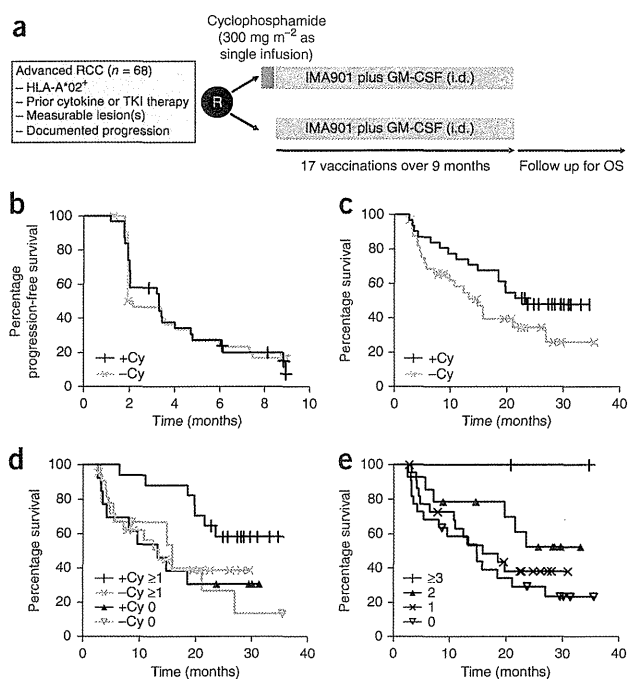 a
Cyclophosphamide
(300 mg m⁻² as
single infusion)
Advanced RCC (n = 68)
– HLA-A*02⁺
– Prior cytokine or TKI therapy
– Measurable lesion(s)
– Documented progression
R
IMA901 plus GM-CSF (i.d.)
IMA901 plus GM-CSF (i.d.)
17 vaccinations over 9 months
Follow up for OS
b
Percentage
progression-free survival
100
80
60
40
20
0
+Cy
–Cy
0 2 4 6 8 10
Time (months)
c
Percentage survival
100
80
60
40
20
0
+Cy
–Cy
0 10 20 30 40
Time (months)
d
Percentage survival
100
80
60
40
20
0
+Cy ≥1
–Cy ≥1
+Cy 0
–Cy 0
0 10 20 30 40
Time (months)
e
Percentage survival
100
80
60
40
20
0
≥3
2
1
0
0 10 20 30 40
Time (months)